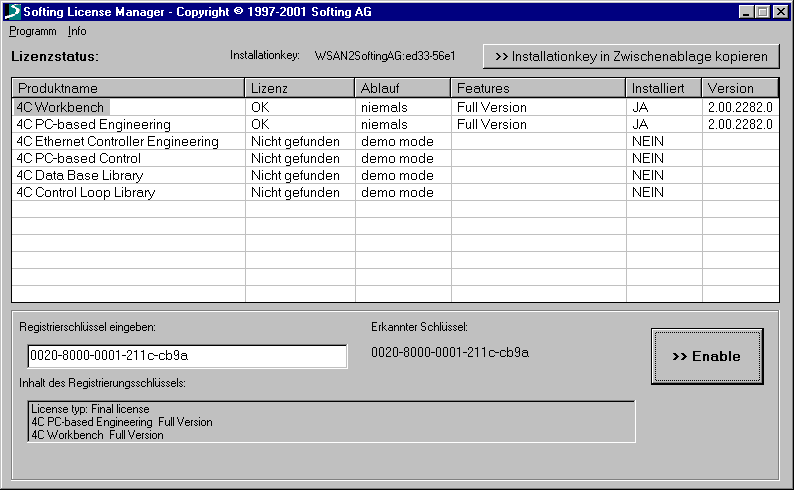 Softing License Manager - Copyright © 1997-2001 Softing AG
Programm Info
Lizenzstatus: Installationkey: WSAN2SoftingAG:ed33-56e1 >> Installationkey in Zwischenablage kopieren
Produktname Lizenz Ablauf Features Installiert Version
4C Workbench OK niemals Full Version JA 2.00.2282.0
4C PC-based Engineering OK niemals Full Version JA 2.00.2282.0
4C Ethernet Controller Engineering Nicht gefunden demo mode NEIN
4C PC-based Control Nicht gefunden demo mode NEIN
4C Data Base Library Nicht gefunden demo mode NEIN
4C Control Loop Library Nicht gefunden demo mode NEIN
Registrierschlüssel eingeben: Erkannter Schlüssel:
0020-8000-0001-211c-cb9a 0020-8000-0001-211c-cb9a >> Enable
Inhalt des Registrierungsschlüssels:
License typ: Final license
4C PC-based Engineering Full Version
4C Workbench Full Version